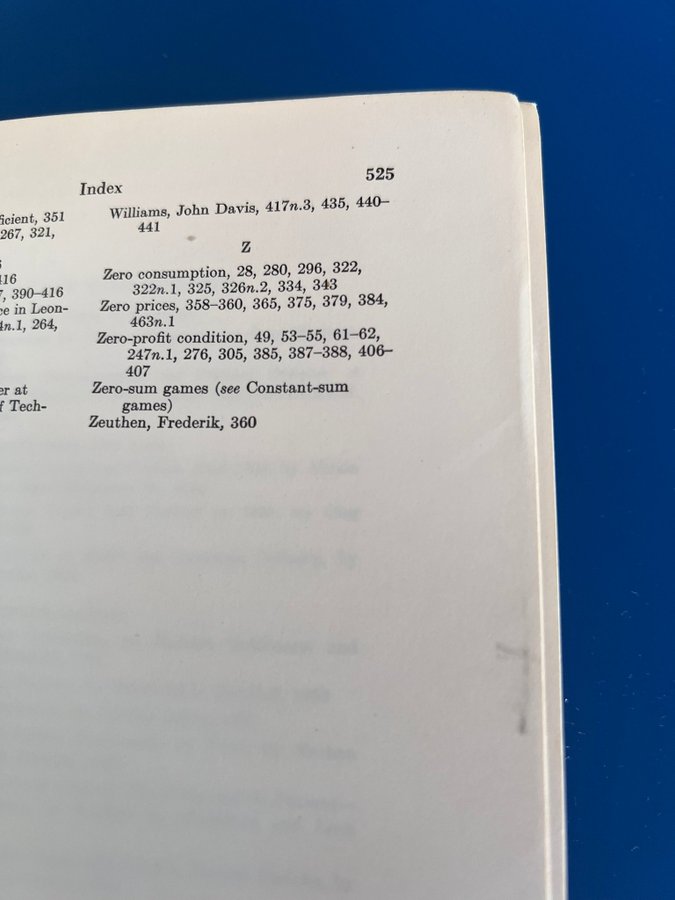 Index
525
ficient, 351
267, 321,
416
7, 390–416
ce in Leon-
4n.1, 264,
er at
f Tech-
Williams, John Davis, 417n.3, 435, 440–
441
Z
Zero consumption, 28, 280, 296, 322,
322n.1, 325, 326n.2, 334, 343
Zero prices, 358–360, 365, 375, 379, 384,
463n.1
Zero-profit condition, 49, 53–55, 61–62,
247n.1, 276, 305, 385, 387–388, 406–
407
Zero-sum games (see Constant-sum
games)
Zeuthen, Frederik, 360